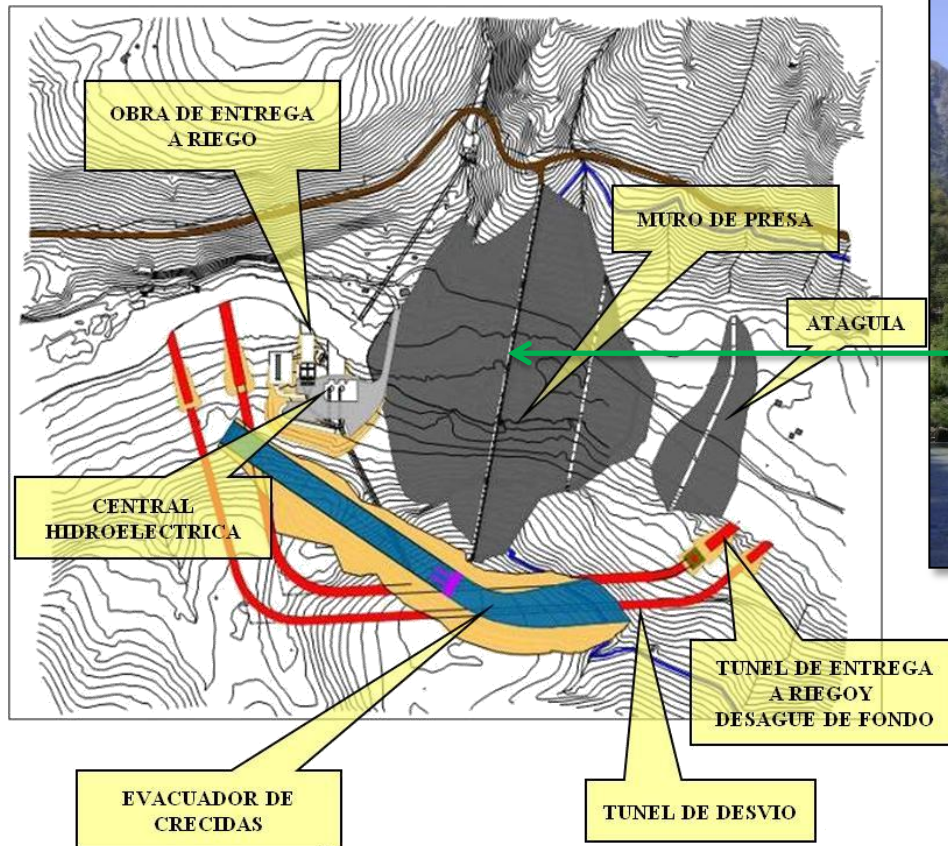 OBRA DE ENTREGA
A RIEGO
MURO DE PRESA
ATAGUIA
CENTRAL
HIDROELECTRICA
TUNEL DE ENTREGA
A RIEGOY
DESAGUE DE FONDO
EVACUADOR DE
CRECIDAS
TUNEL DE DESVIO